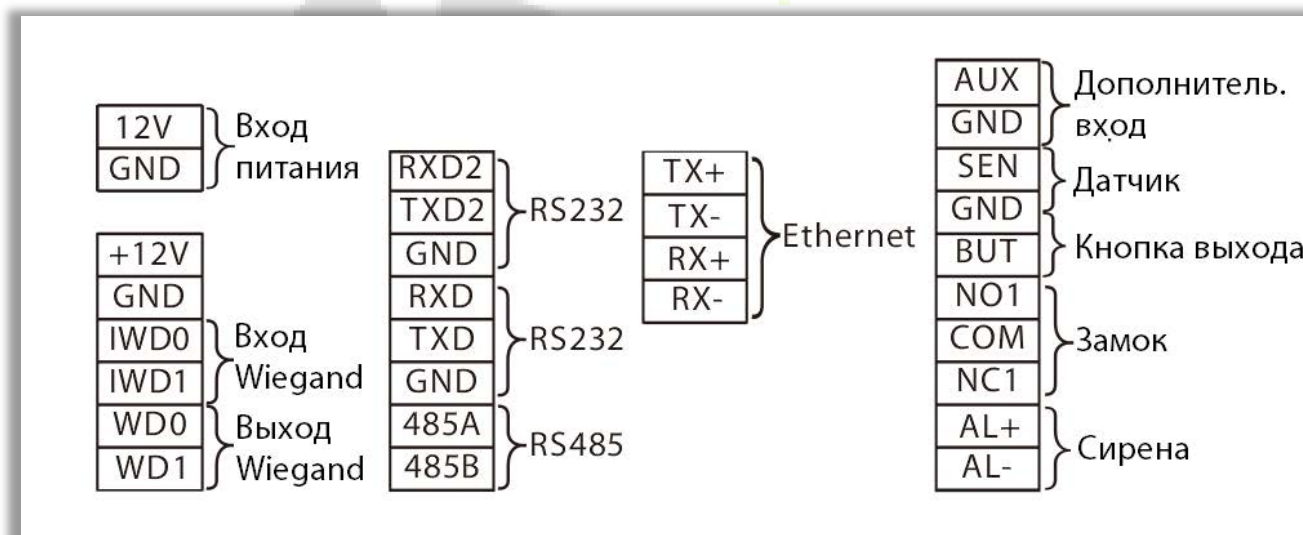 12V
GND
Вход
питания
+12V
GND
IWD0
IWD1
Вход
Wiegand
WD0
WD1
Выход
Wiegand
RXD2
TXD2
GND
RS232
RXD
TXD
GND
RS232
485A
485B
RS485
TX+
TX-
RX+
RX-
Ethernet
AUX
GND
Дополнитель.
вход
SEN
GND
Датчик
BUT
Кнопка выхода
NO1
COM
NC1
Замок
AL+
AL-
Сирена